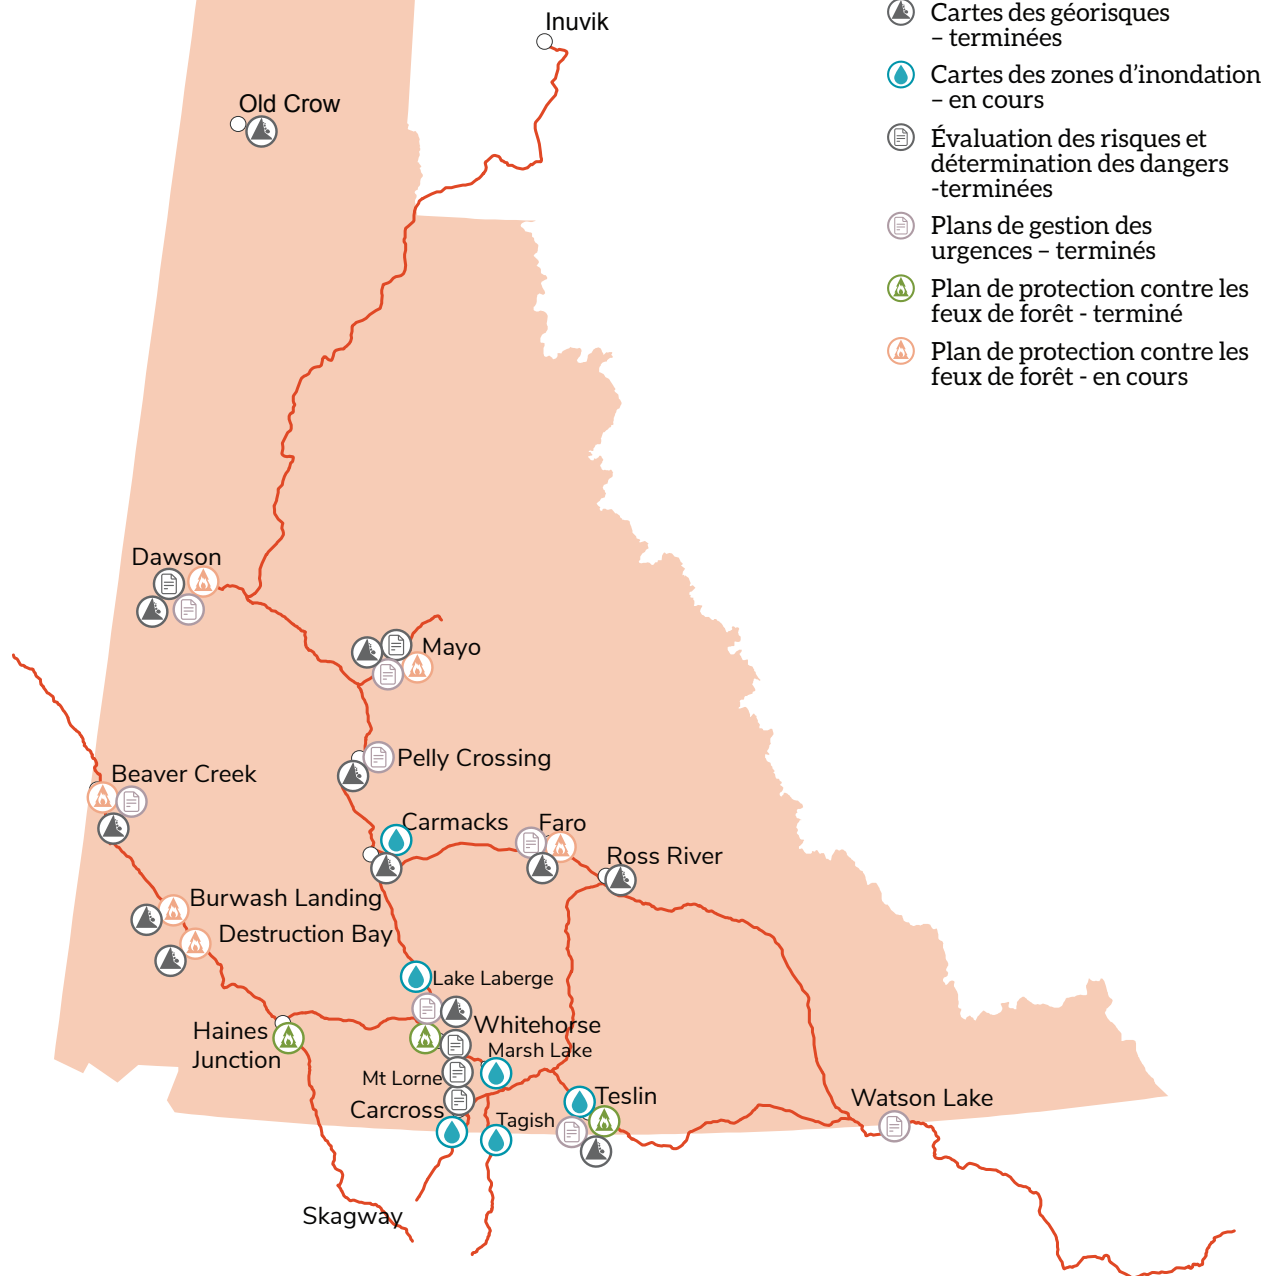 Inuvik
Old Crow
Cartes des géorisques
– terminées
Cartes des zones d’inondation
– en cours
Évaluation des risques et
détermination des dangers
-terminées
Plans de gestion des
urgences – terminés
Plan de protection contre les
feux de forêt - terminé
Plan de protection contre les
feux de forêt - en cours
Dawson
Mayo
Pelly Crossing
Beaver Creek
Carmacks
Faro
Ross River
Burwash Landing
Destruction Bay
Lake Laberge
Haines
Junction
Whitehorse
Marsh Lake
Mt Lorne
Carcross
Tagish
Teslin
Watson Lake
Skagway